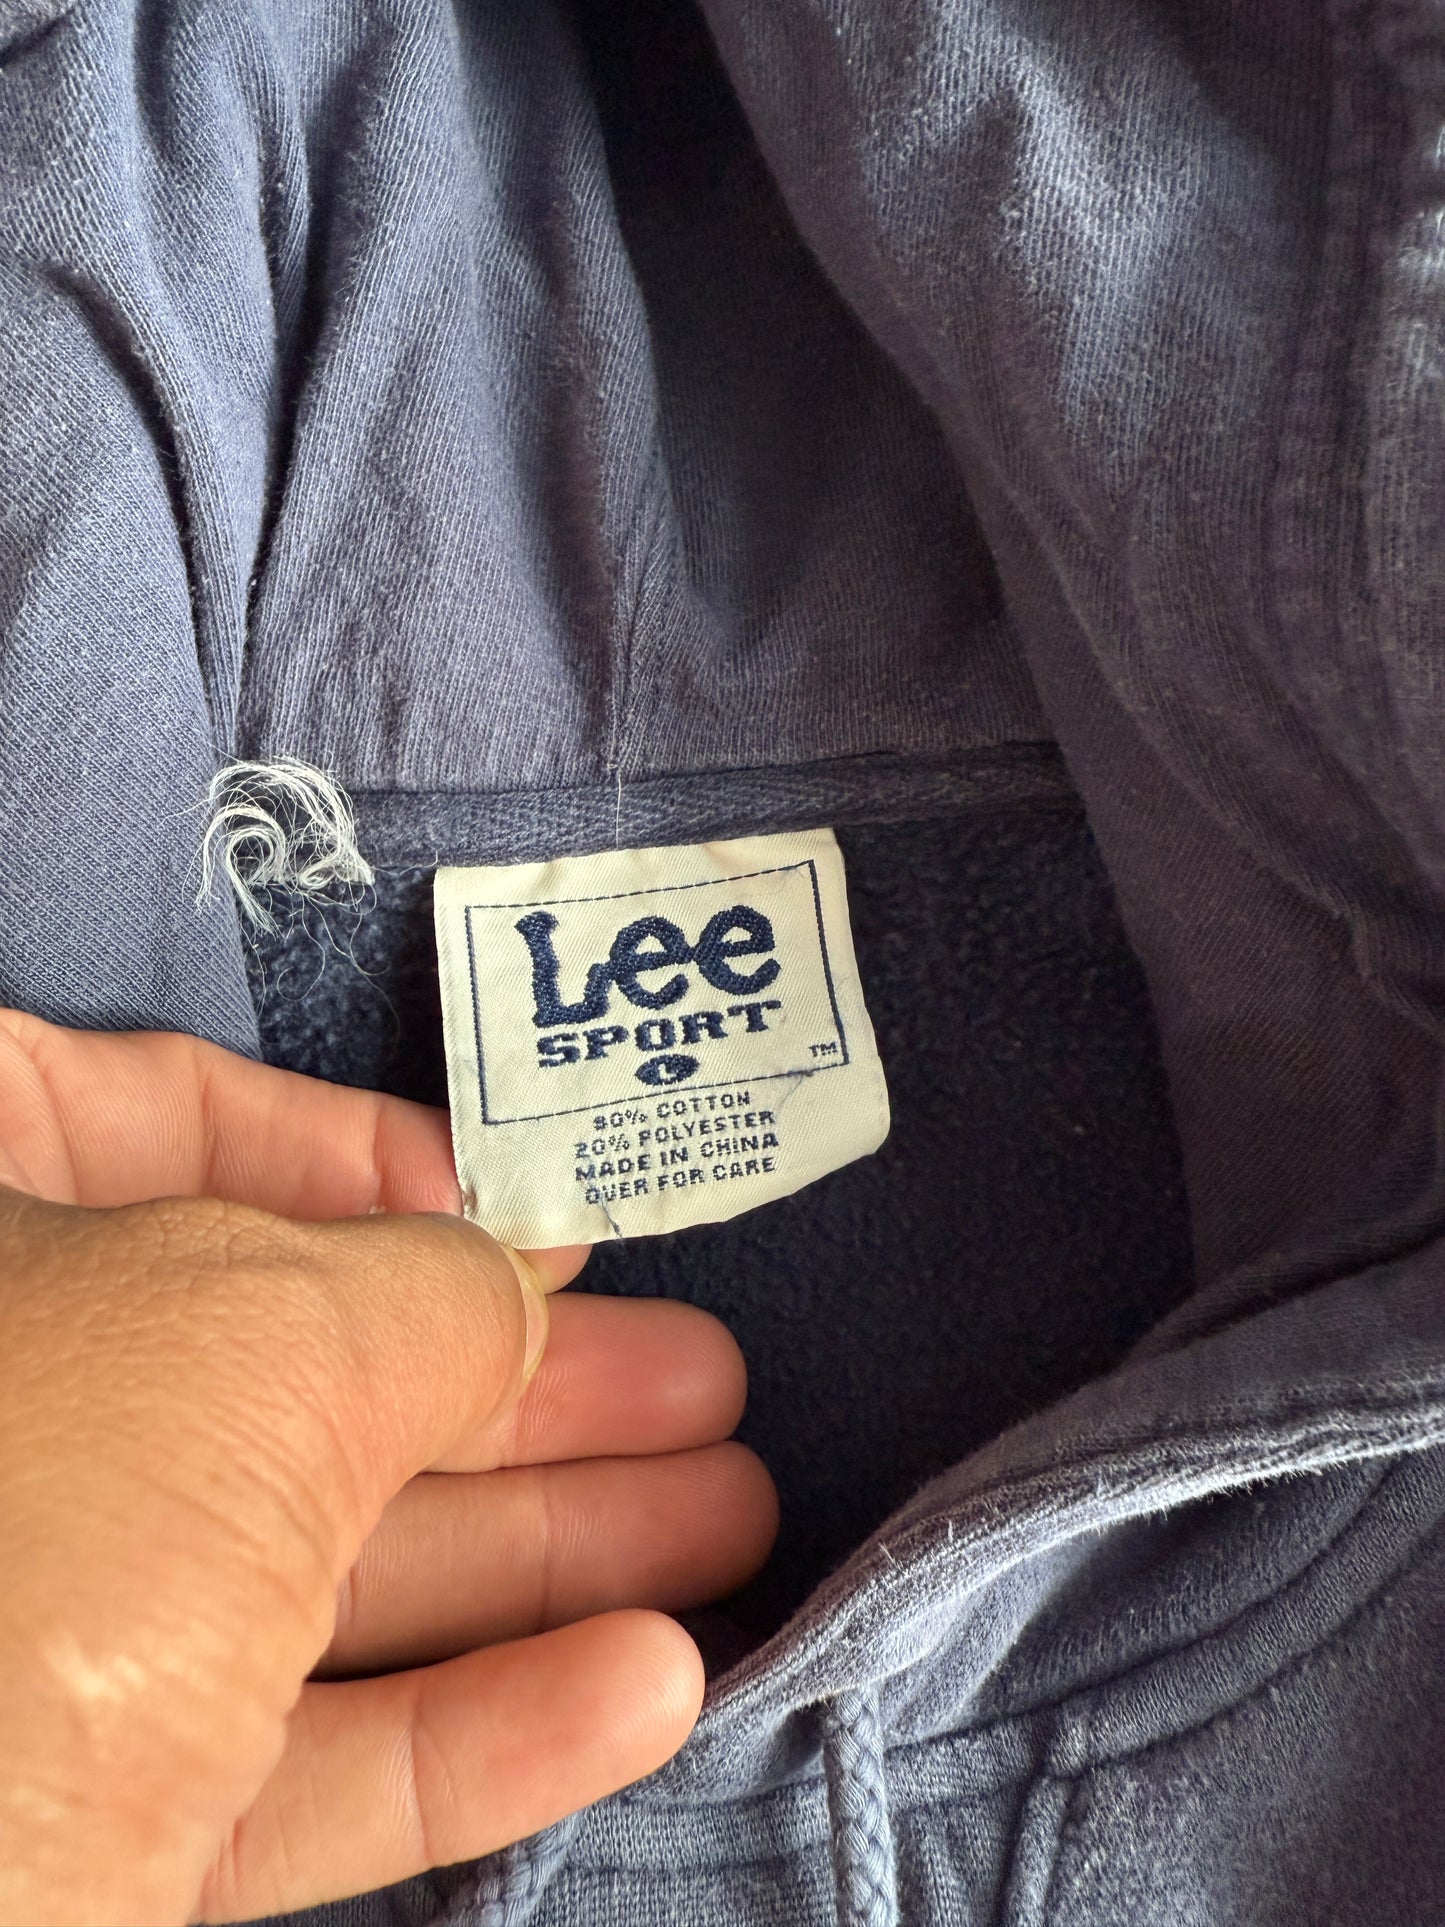 Lee
SPORT
L
TM
80% COTTON
20% POLYESTER
MADE IN CHINA
OVER FOR CARE